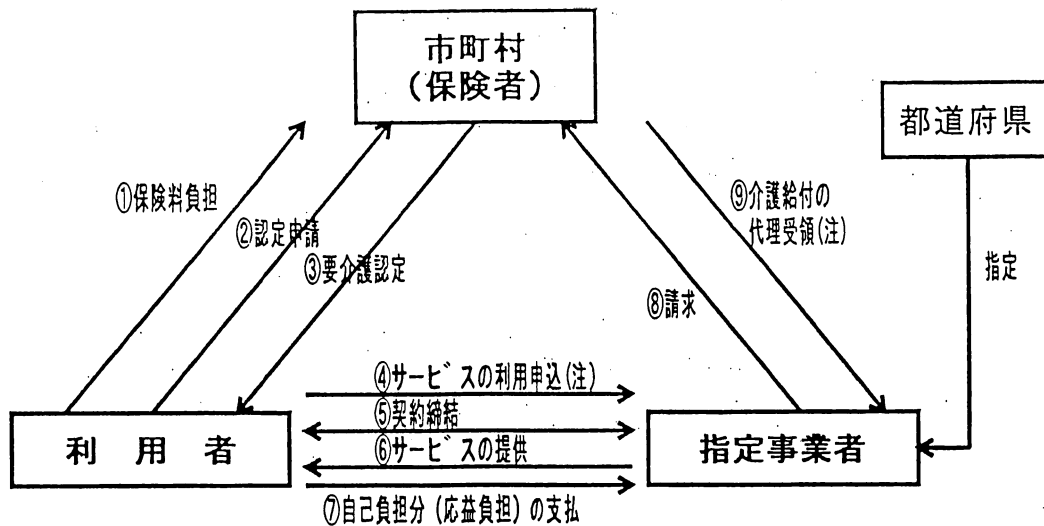 市町村
(保険者)
都道府県
①保険料負担
②認定申請
③要介護認定
⑨介護給付の
代理受領(注)
⑧請求
指定
④サービスの利用申込(注)
⑤契約締結
⑥サービスの提供
⑦自己負担分(応益負担)の支払
利用者
指定事業者